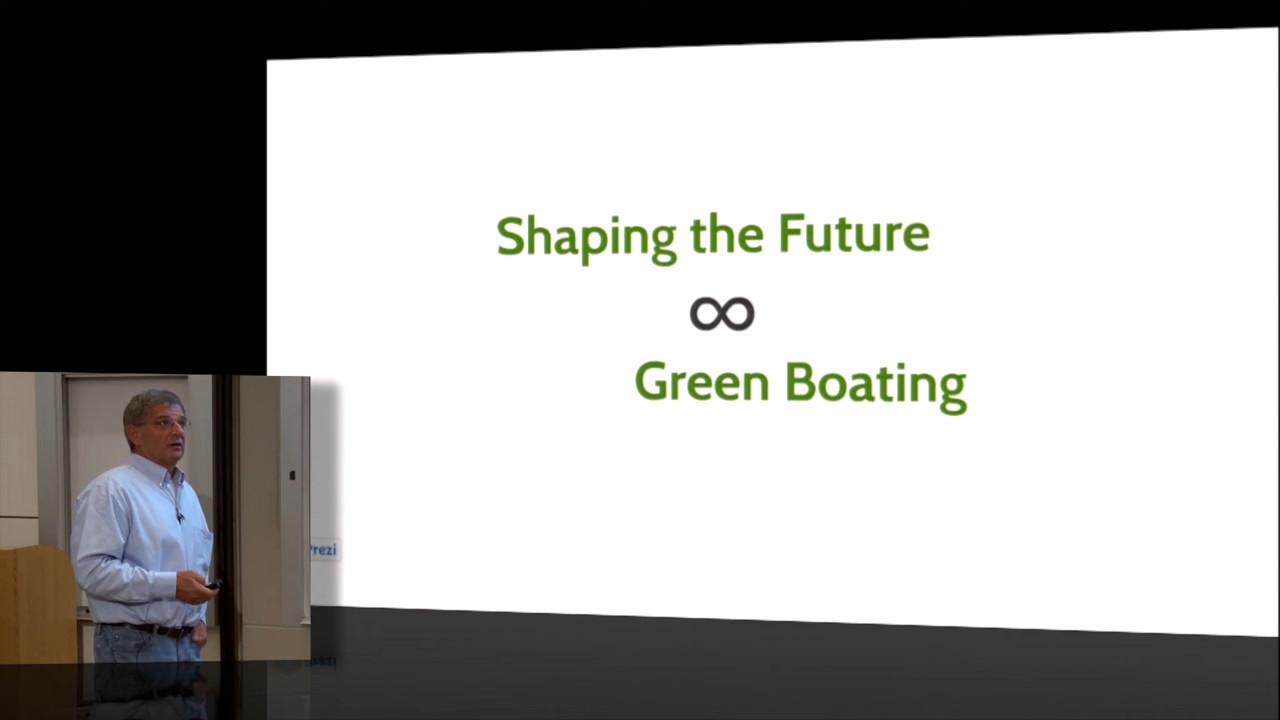 Shaping the Future
∞
Green Boating
Prezi